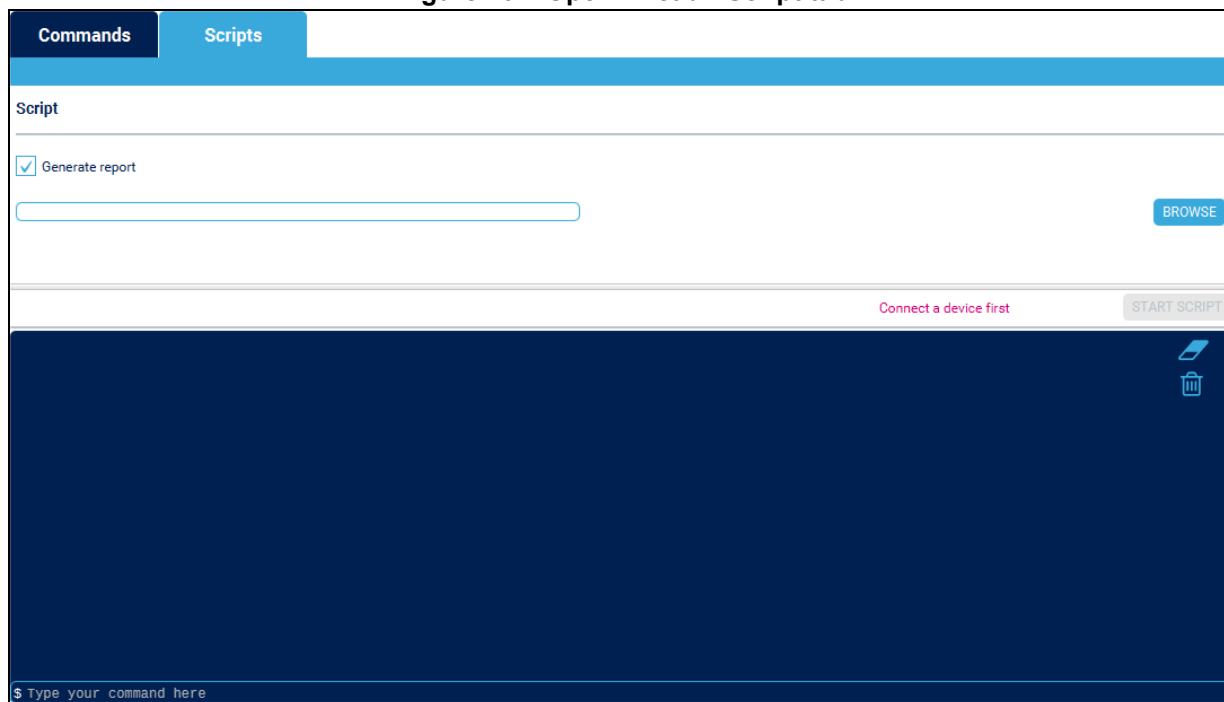 Commands Scripts
Script
Generate report
BROWSE
Connect a device first START SCRIPT
$ Type your command here